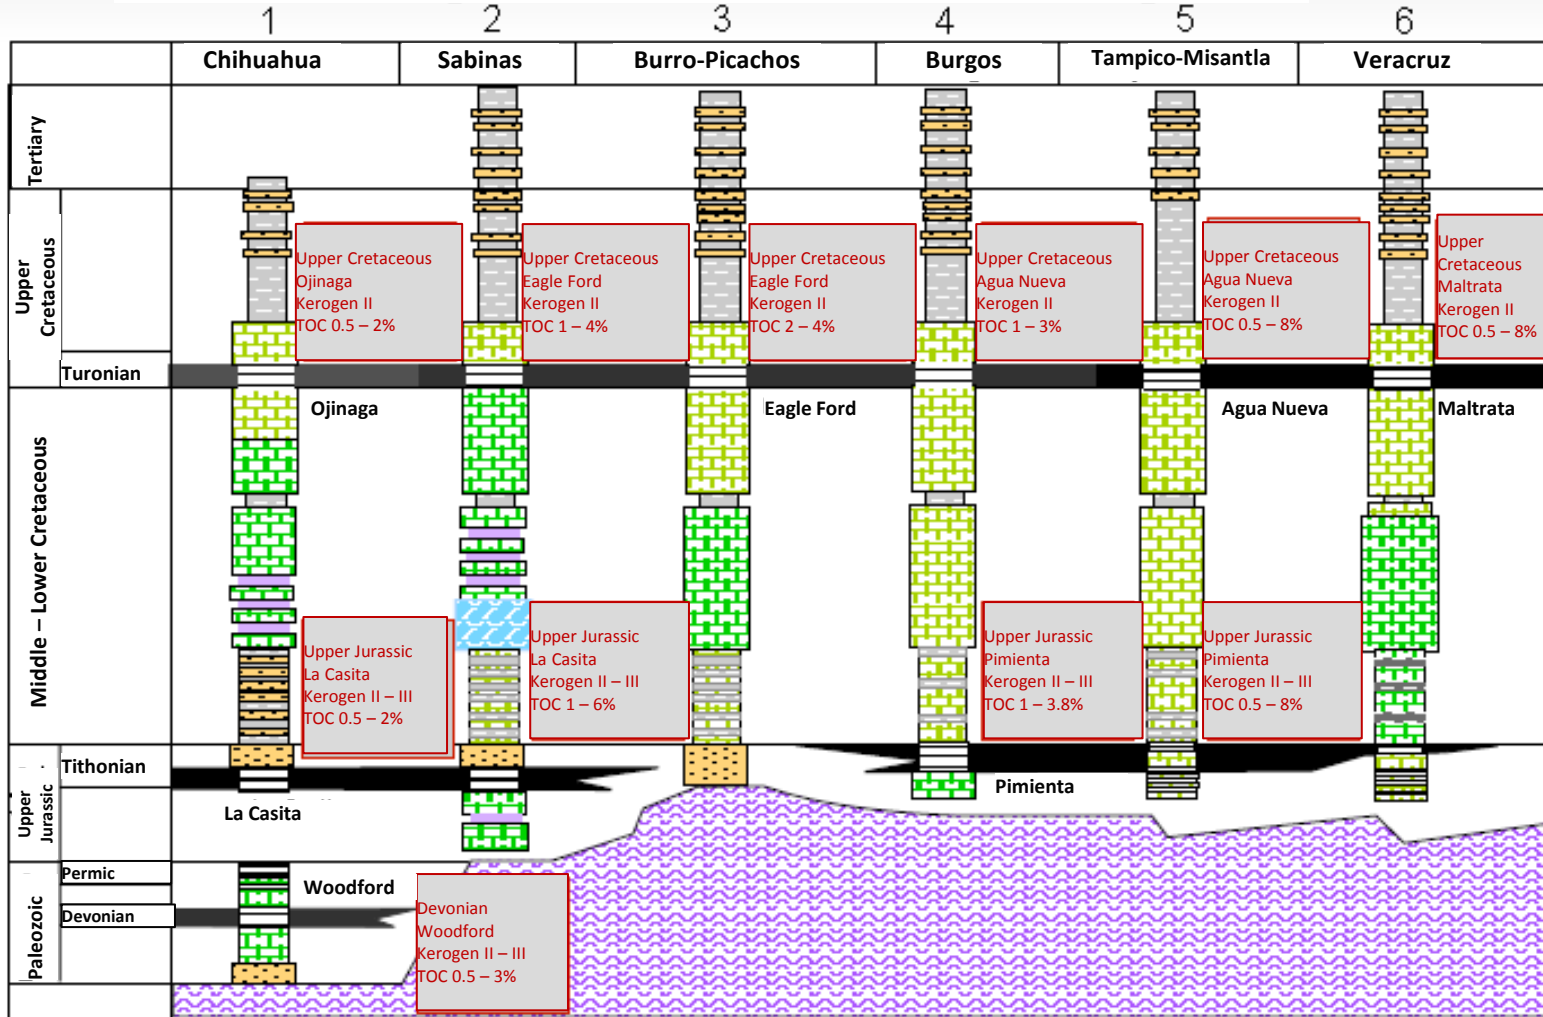 1 2 3 4 5 6
Chihuahua Sabinas Burro-Picachos Burgos Tampico-Misantla Veracruz
Tertiary
Upper
Cretaceous
Upper Cretaceous
Ojinaga
Kerogen II
TOC 0.5 – 2%
Upper Cretaceous
Eagle Ford
Kerogen II
TOC 1 – 4%
Upper Cretaceous
Eagle Ford
Kerogen II
TOC 2 – 4%
Upper Cretaceous
Agua Nueva
Kerogen II
TOC 1 – 3%
Upper Cretaceous
Agua Nueva
Kerogen II
TOC 0.5 – 8%
Upper
Cretaceous
Maltrata
Kerogen II
TOC 0.5 – 8%
Turonian
Ojinaga Eagle Ford Agua Nueva Maltrata
Middle – Lower Cretaceous
Upper Jurassic
La Casita
Kerogen II – III
TOC 0.5 – 2%
Upper Jurassic
La Casita
Kerogen II – III
TOC 1 – 6%
Upper Jurassic
Pimienta
Kerogen II – III
TOC 1 – 3.8%
Upper Jurassic
Pimienta
Kerogen II – III
TOC 0.5 – 8%
Upper
Jurassic
Tithonian
La Casita
Pimienta
Paleozoic
Permic
Devonian
Woodford
Devonian
Woodford
Kerogen II – III
TOC 0.5 – 3%